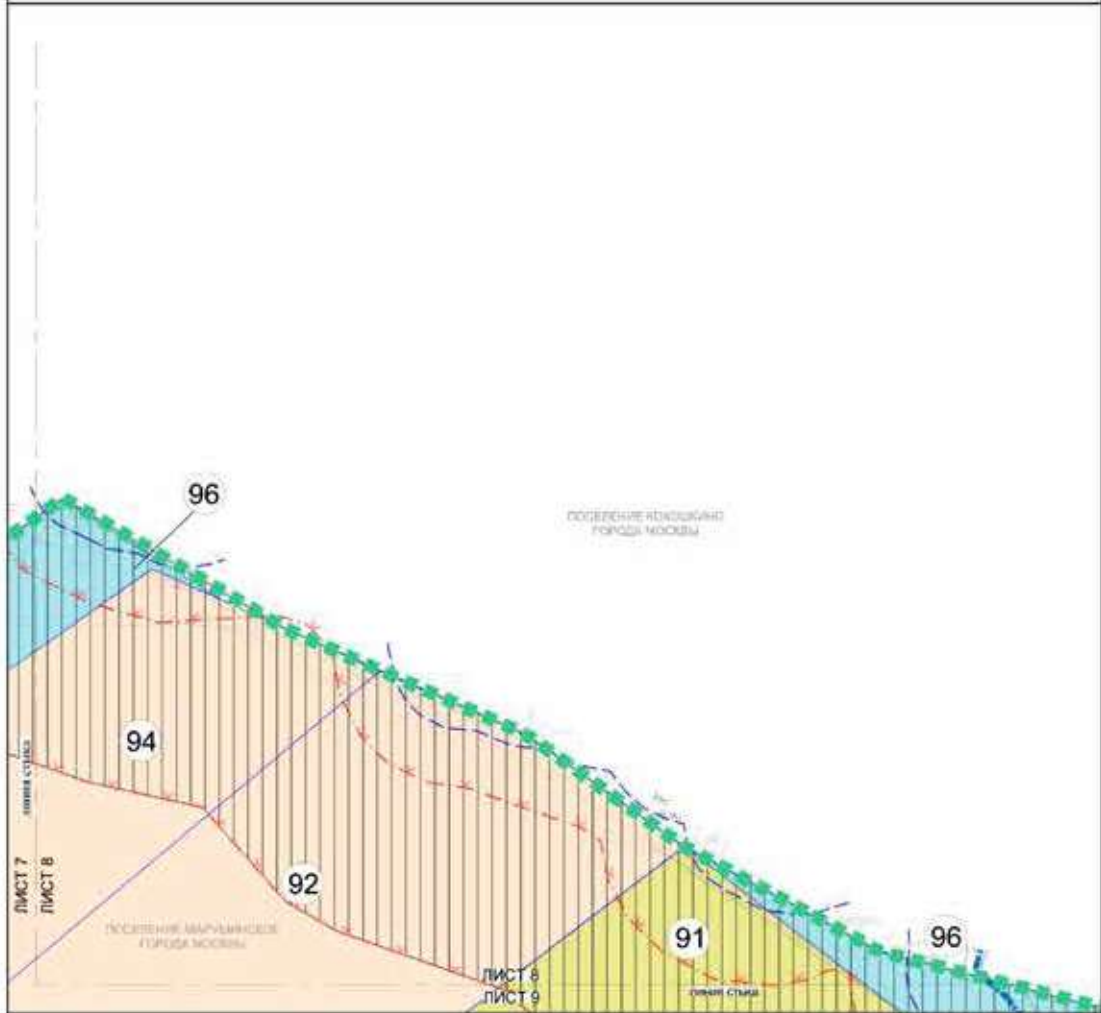 96
ПОСЕЛЕНИЕ КОКОШКИНО
ГОРОДА МОСКВЫ
94
линия стыка
ЛИСТ 7
ЛИСТ 8
92
ПОСЕЛЕНИЕ МАРУШКИНСКОЕ
ГОРОДА МОСКВЫ
91
96
ЛИСТ 8
ЛИСТ 9
линия стыка